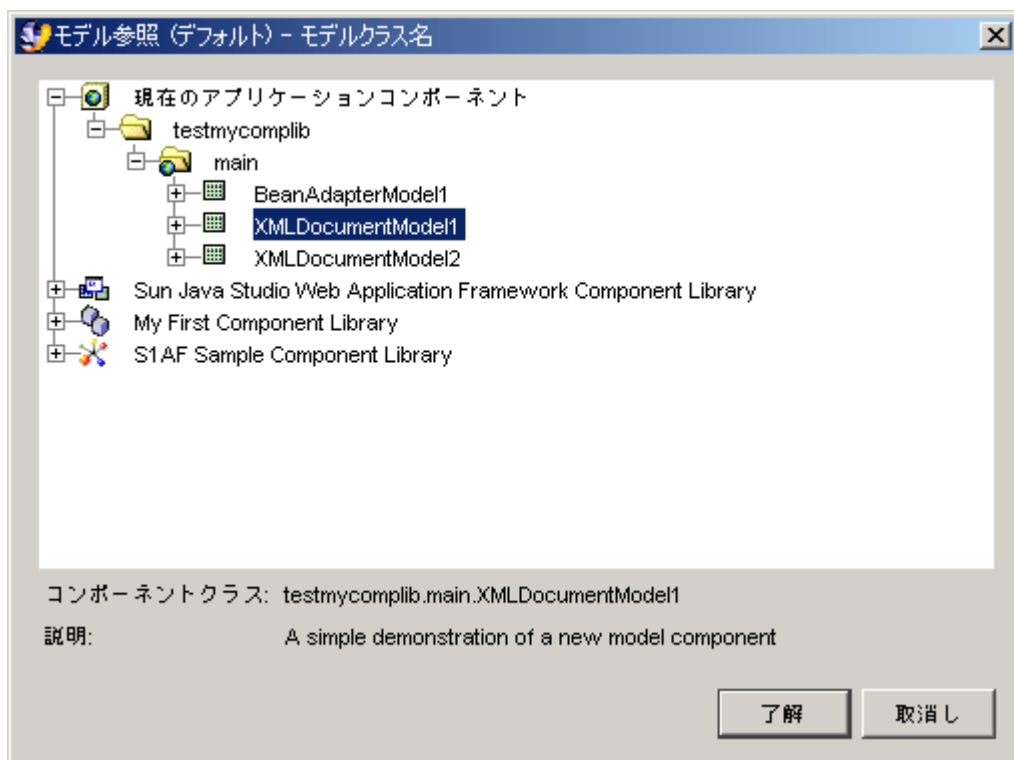 モデル参照 (デフォルト) - モデルクラス名
現在のアプリケーションコンポーネント
testmycomplib
main
BeanAdapterModel1
XMLDocumentModel1
XMLDocumentModel2
Sun Java Studio Web Application Framework Component Library
My First Component Library
S1AF Sample Component Library
コンポーネントクラス: testmycomplib.main.XMLDocumentModel1
説明: A simple demonstration of a new model component
了解 取消し